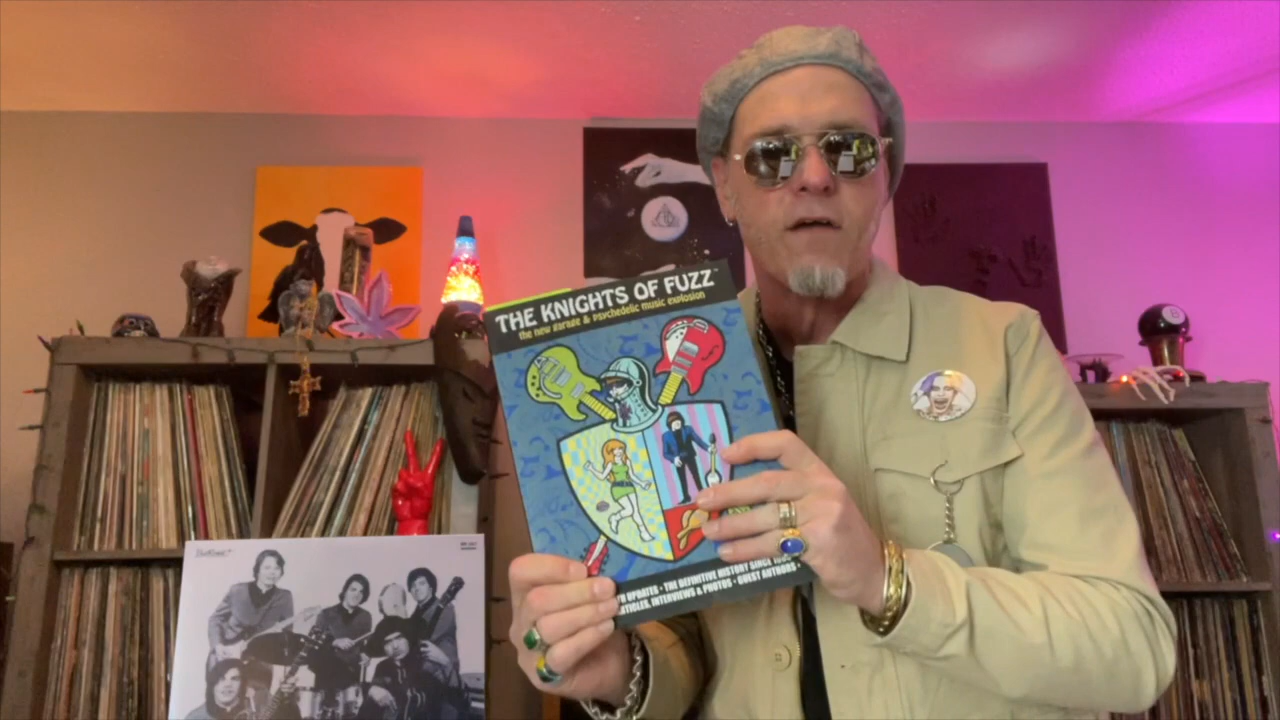 THE KNIGHTS OF FUZZ
the new garage & psychedelic music explosion
UPDATES • THE DEFINITIVE HISTORY SINCE
ARTICLES, INTERVIEWS & PHOTOS • GUEST AUTHORS •
B